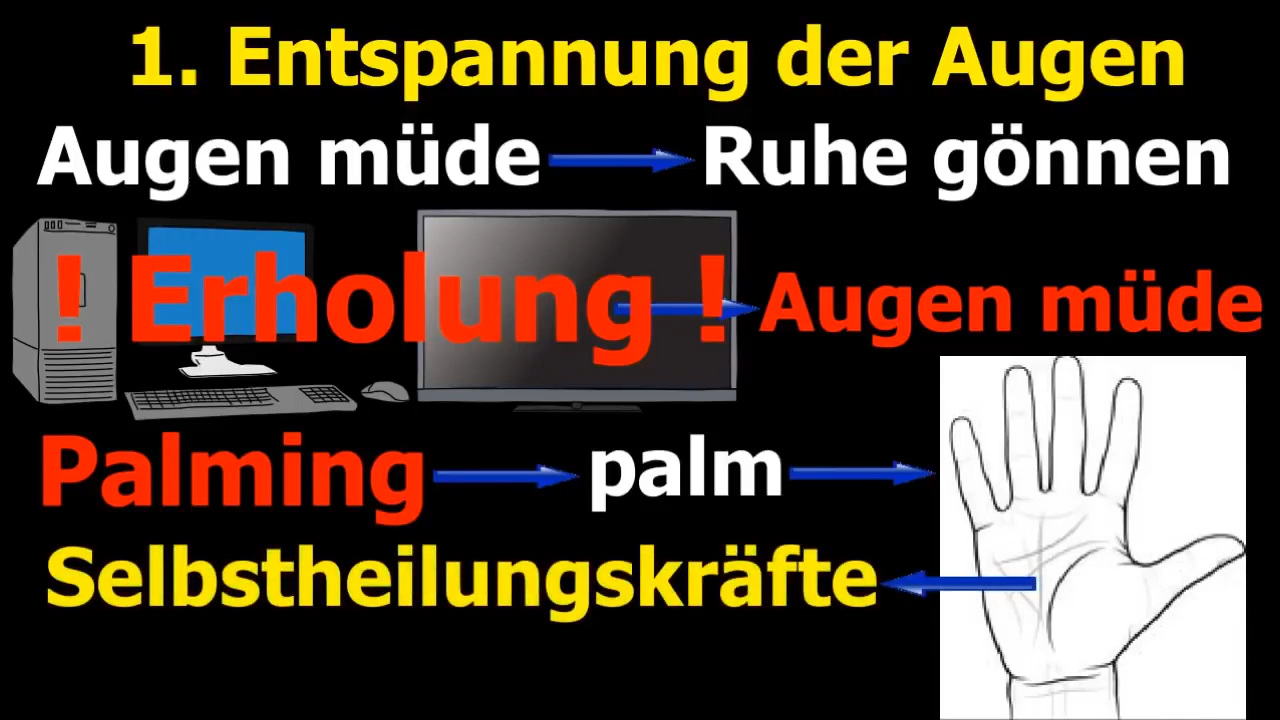 1. Entspannung der Augen
Augen müde Ruhe gönnen
! Erholung ! Augen müde
Palming palm
Selbstheilungskräfte